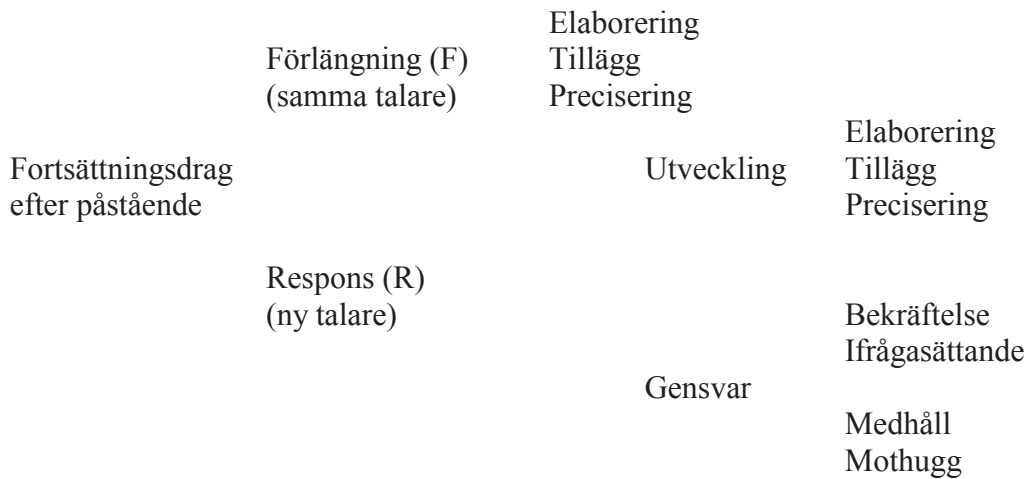 Elaborering
Förlängning (F) Tillägg
(samma talare) Precisering
Elaborering
Fortsättningsdrag Utveckling Tillägg
efter påstående Precisering
Respons (R)
(ny talare) Bekräftelse
Ifrågasättande
Gensvar
Medhåll
Mothugg